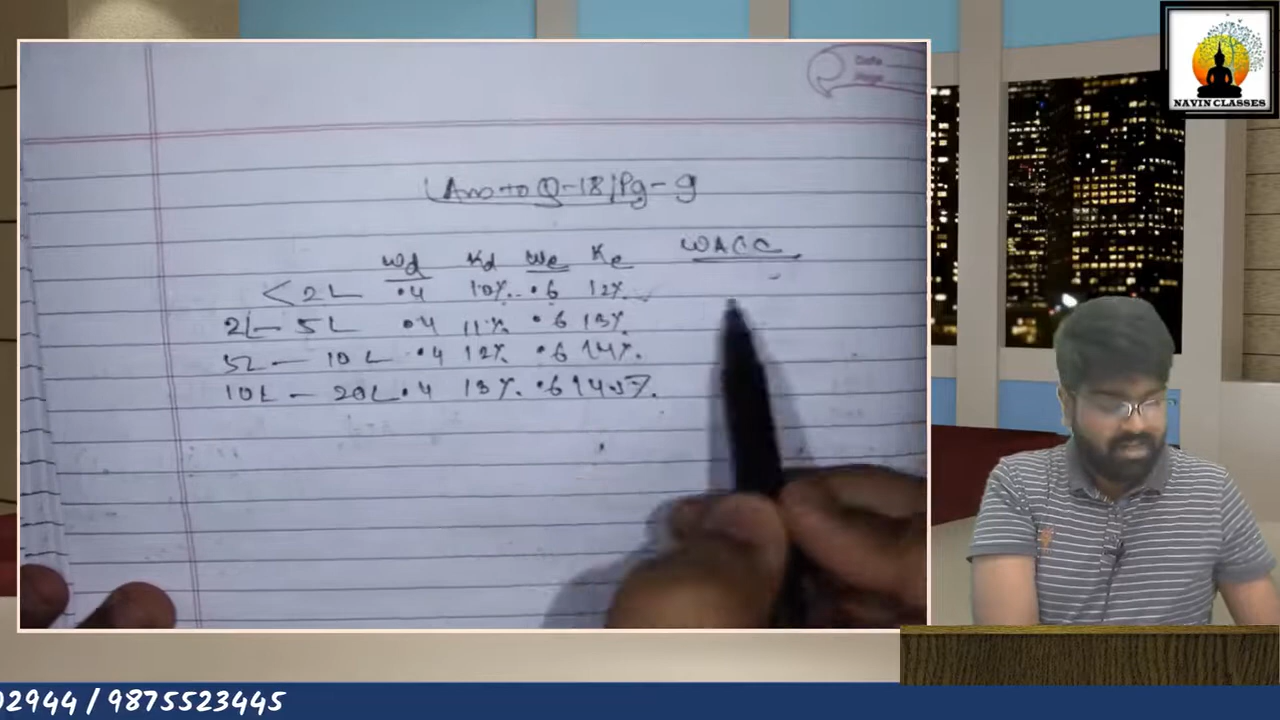 Date
Page
Ans to Q-18/Pg-9
Wd Kd We Ke WACC
<2L .4 10% .6 12%
2L - 5L .4 11% .6 13%
5L - 10L .4 12% .6 14%
10L - 20L .4 13% .6 14.5%
NAVIN CLASSES
02944 / 9875523445